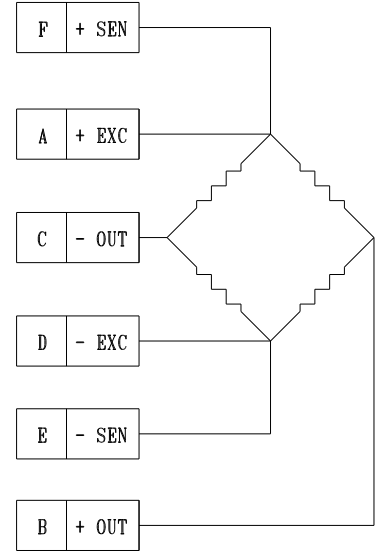 F + SEN
A + EXC
C - OUT
D - EXC
E - SEN
B + OUT